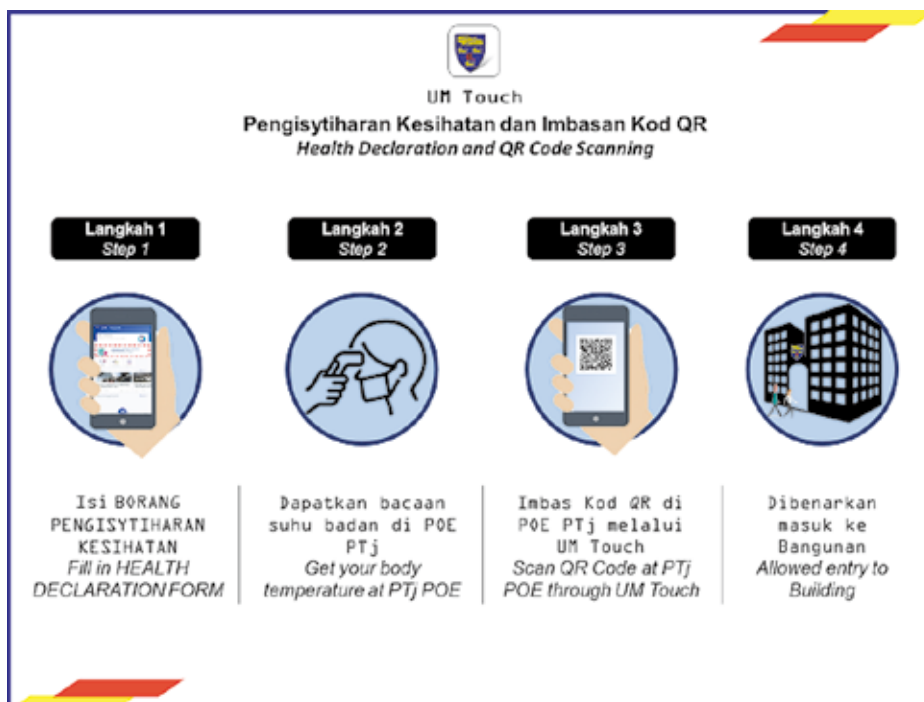 UM Touch
Pengisytiharan Kesihatan dan Imbasan Kod QR
Health Declaration and QR Code Scanning
Langkah 1
Step 1
Langkah 2
Step 2
Langkah 3
Step 3
Langkah 4
Step 4
Isi BORANG
PENGISYTIHARAN
KESIHATAN
Fill in HEALTH
DECLARATION FORM
Dapatkan bacaan
suhu badan di POE
PTj
Get your body
temperature at PTj POE
Imbas Kod QR di
POE PTj melalui
UM Touch
Scan QR Code at PTj
POE through UM Touch
Dibenarkan
masuk ke
Bangunan
Allowed entry to
Building